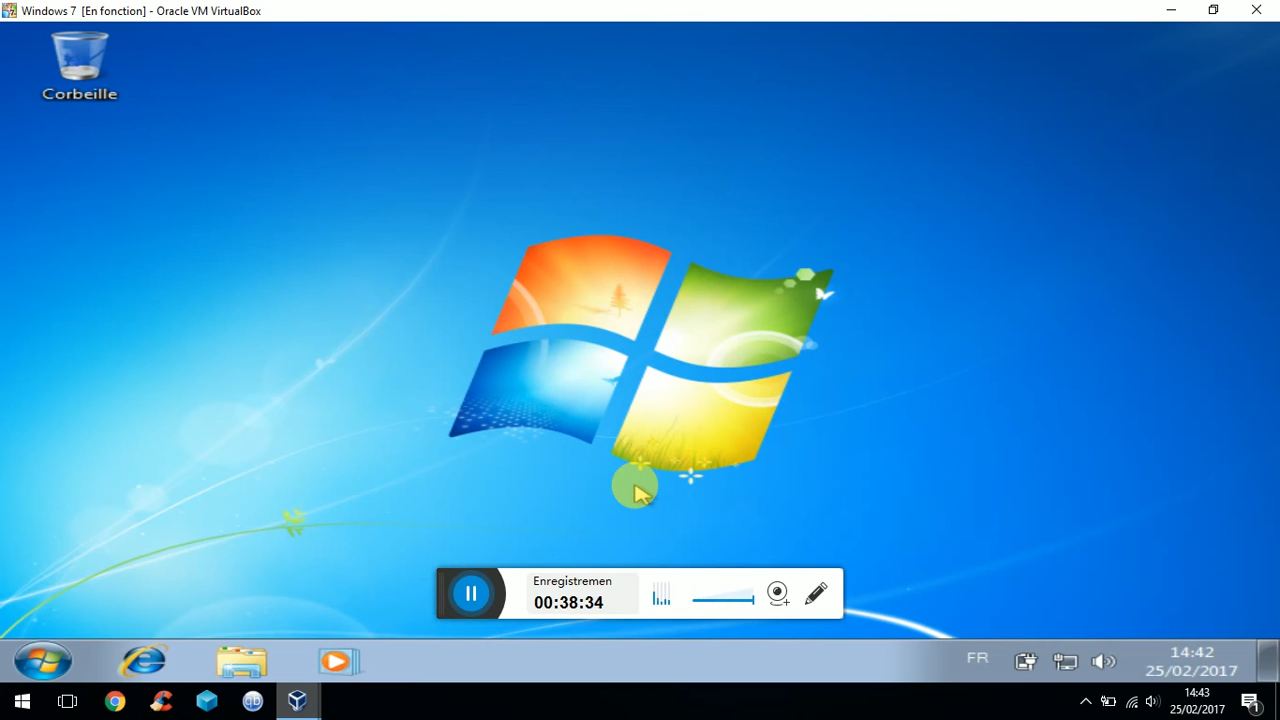 Windows 7 [En fonction] - Oracle VM VirtualBox
Corbeille
Enregistremen
00:38:34
FR
14:42
25/02/2017
14:43
25/02/2017
1